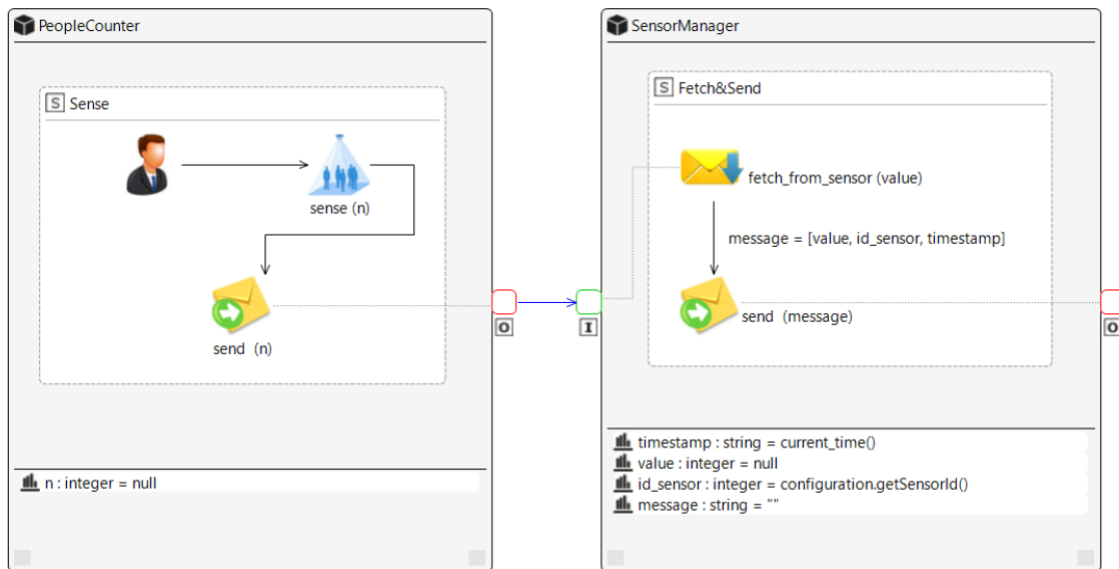 PeopleCounter
S Sense
sense (n)
send (n)
O
n : integer = null
SensorManager
S Fetch&Send
fetch_from_sensor (value)
message = [value, id_sensor, timestamp]
send (message)
I
O
timestamp : string = current_time()
value : integer = null
id_sensor : integer = configuration.getSensorId()
message : string = ""